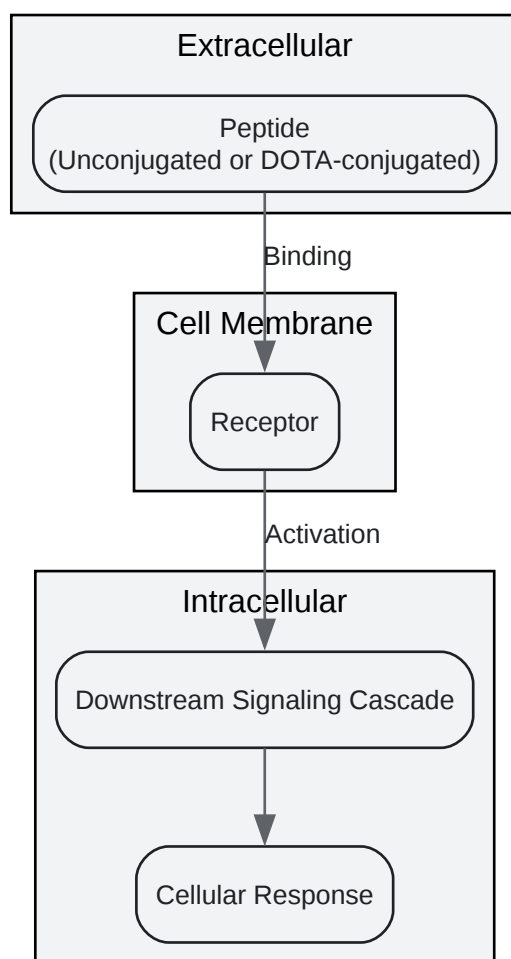 Extracellular
Peptide
(Unconjugated or DOTA-conjugated)
Binding
Cell Membrane
Receptor
Activation
Intracellular
Downstream Signaling Cascade
Cellular Response